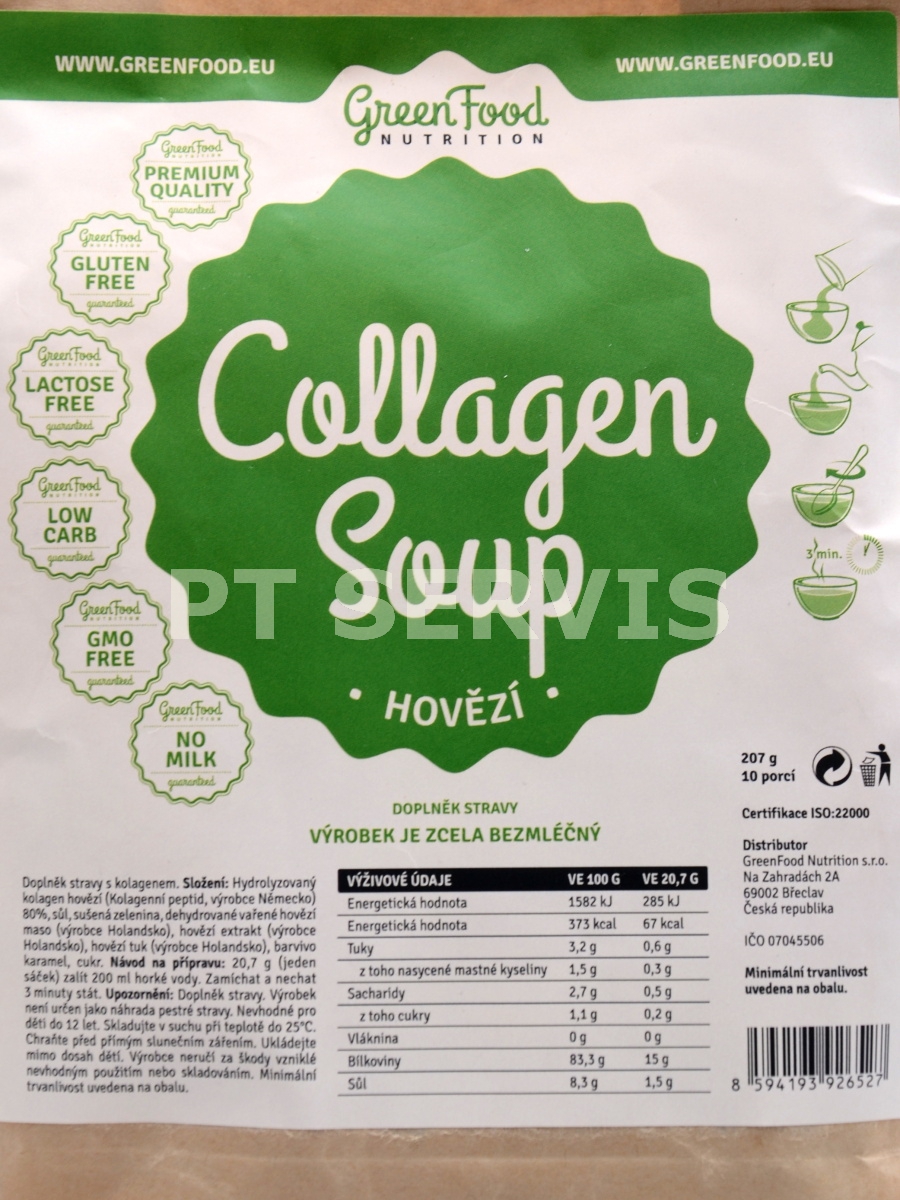 WWW.GREENFOOD.EU
WWW.GREENFOOD.EU
GreenFood
NUTRITION
GreenFood
NUTRITION
PREMIUM
QUALITY
guaranteed
GreenFood
NUTRITION
GLUTEN
FREE
guaranteed
GreenFood
NUTRITION
LACTOSE
FREE
guaranteed
GreenFood
NUTRITION
LOW
CARB
guaranteed
GreenFood
NUTRITION
GMO
FREE
guaranteed
GreenFood
NUTRITION
NO
MILK
guaranteed
Collagen
Soup
PT SERVIS
• HOVĚZÍ •
3 min.
207 g
10 porcí
Certifikace ISO:22000
Distributor
GreenFood Nutrition s.r.o.
Na Zahradách 2A
69002 Břeclav
Česká republika
IČO 07045506
Minimální trvanlivost
uvedena na obalu.
8 594193 926527
DOPLNĚK STRAVY
VÝROBEK JE ZCELA BEZMLÉČNÝ
Doplněk stravy s kolagenem. Složení: Hydrolyzovaný
kolagen hovězí (Kolagenní peptid, výrobce Německo)
80%, sůl, sušená zelenina, dehydrované vařené hovězí
maso (výrobce Holandsko), hovězí extrakt (výrobce
Holandsko), hovězí tuk (výrobce Holandsko), barvivo
karamel, cukr. Návod na přípravu: 20,7 g (jeden
sáček) zalít 200 ml horké vody. Zamíchat a nechat
3 minuty stát. Upozornění: Doplněk stravy. Výrobek
není určen jako náhrada pestré stravy. Nevhodné pro
děti do 12 let. Skladujte v suchu při teplotě do 25°C.
Chraňte před přímým slunečním zářením. Ukládejte
mimo dosah dětí. Výrobce neručí za škody vzniklé
nevhodným použitím nebo skladováním. Minimální
trvanlivost uvedena na obalu.
VÝŽIVOVÉ ÚDAJE VE 100 G VE 20,7 G
Energetická hodnota 1582 kJ 285 kJ
Energetická hodnota 373 kcal 67 kcal
Tuky 3,2 g 0,6 g
z toho nasycené mastné kyseliny 1,5 g 0,3 g
Sacharidy 2,7 g 0,5 g
z toho cukry 1,1 g 0,2 g
Vláknina 0 g 0 g
Bílkoviny 83,3 g 15 g
Sůl 8,3 g 1,5 g